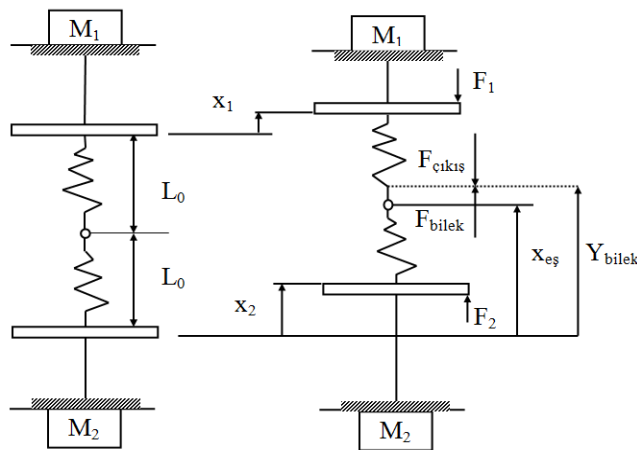 M₁
L₀
L₀
M₂
M₁
F₁
x₁
Fçıkış
Fbilek
xeş
Ybilek
x₂
F₂
M₂